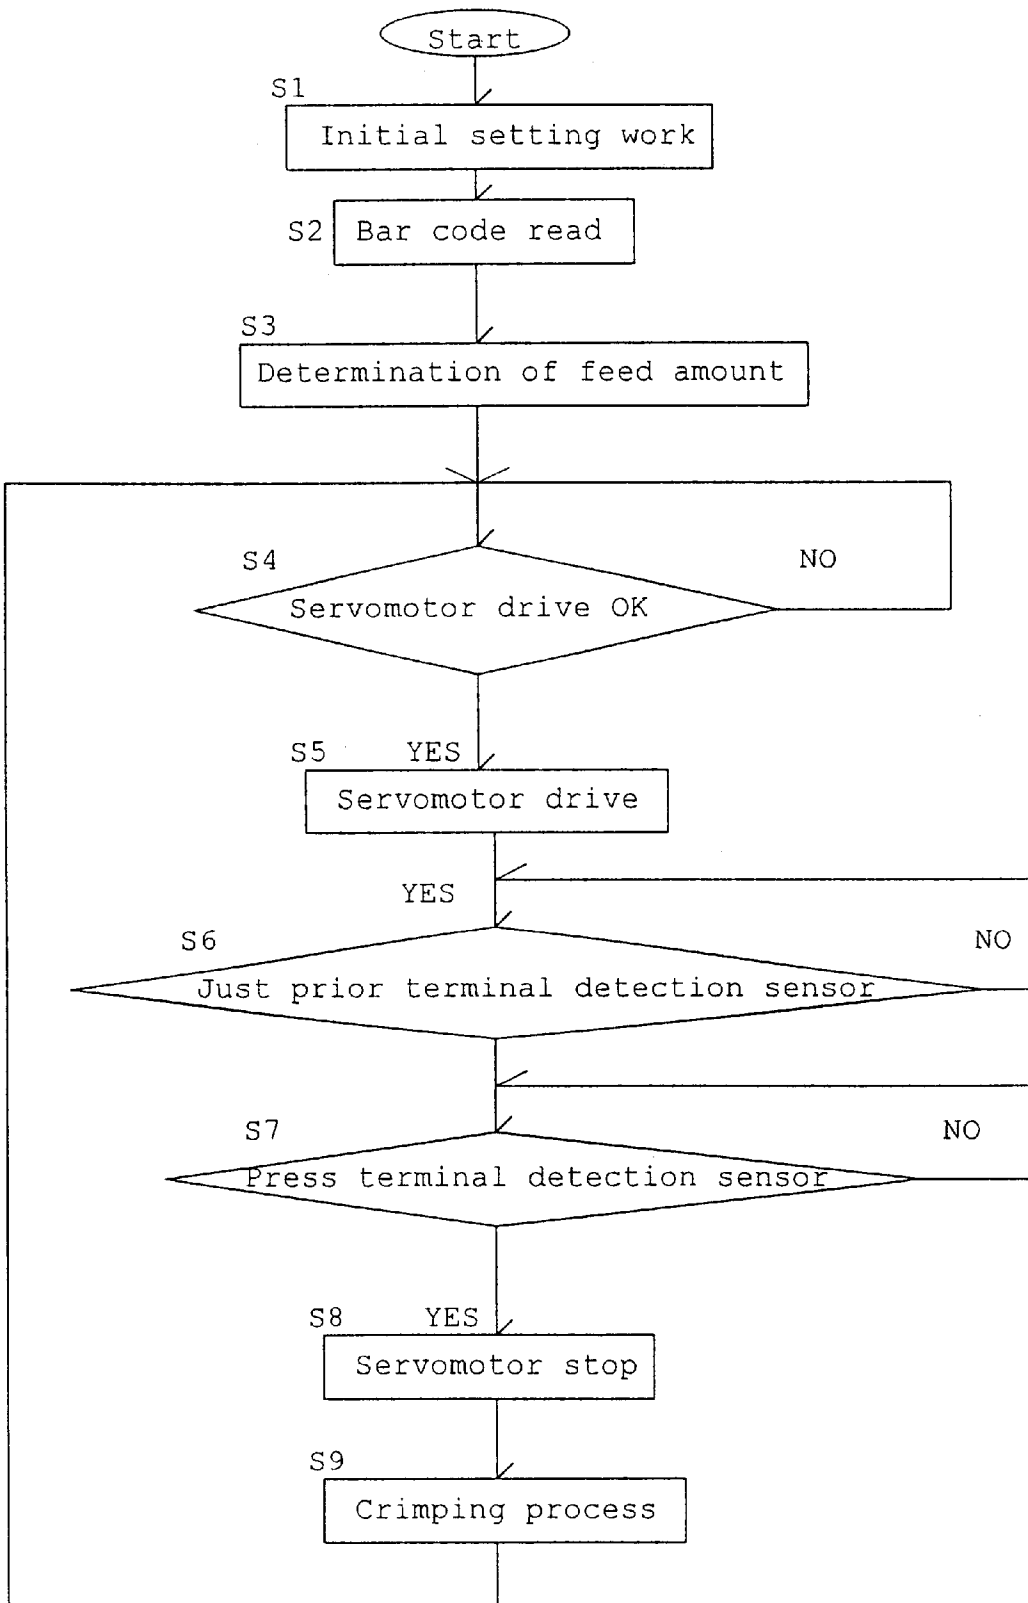 Start
S1
Initial setting work
S2 Bar code read
S3
Determination of feed amount
S4 NO
Servomotor drive OK
S5 YES
Servomotor drive
YES
S6 NO
Just prior terminal detection sensor
S7 NO
Press terminal detection sensor
S8 YES
Servomotor stop
S9
Crimping process